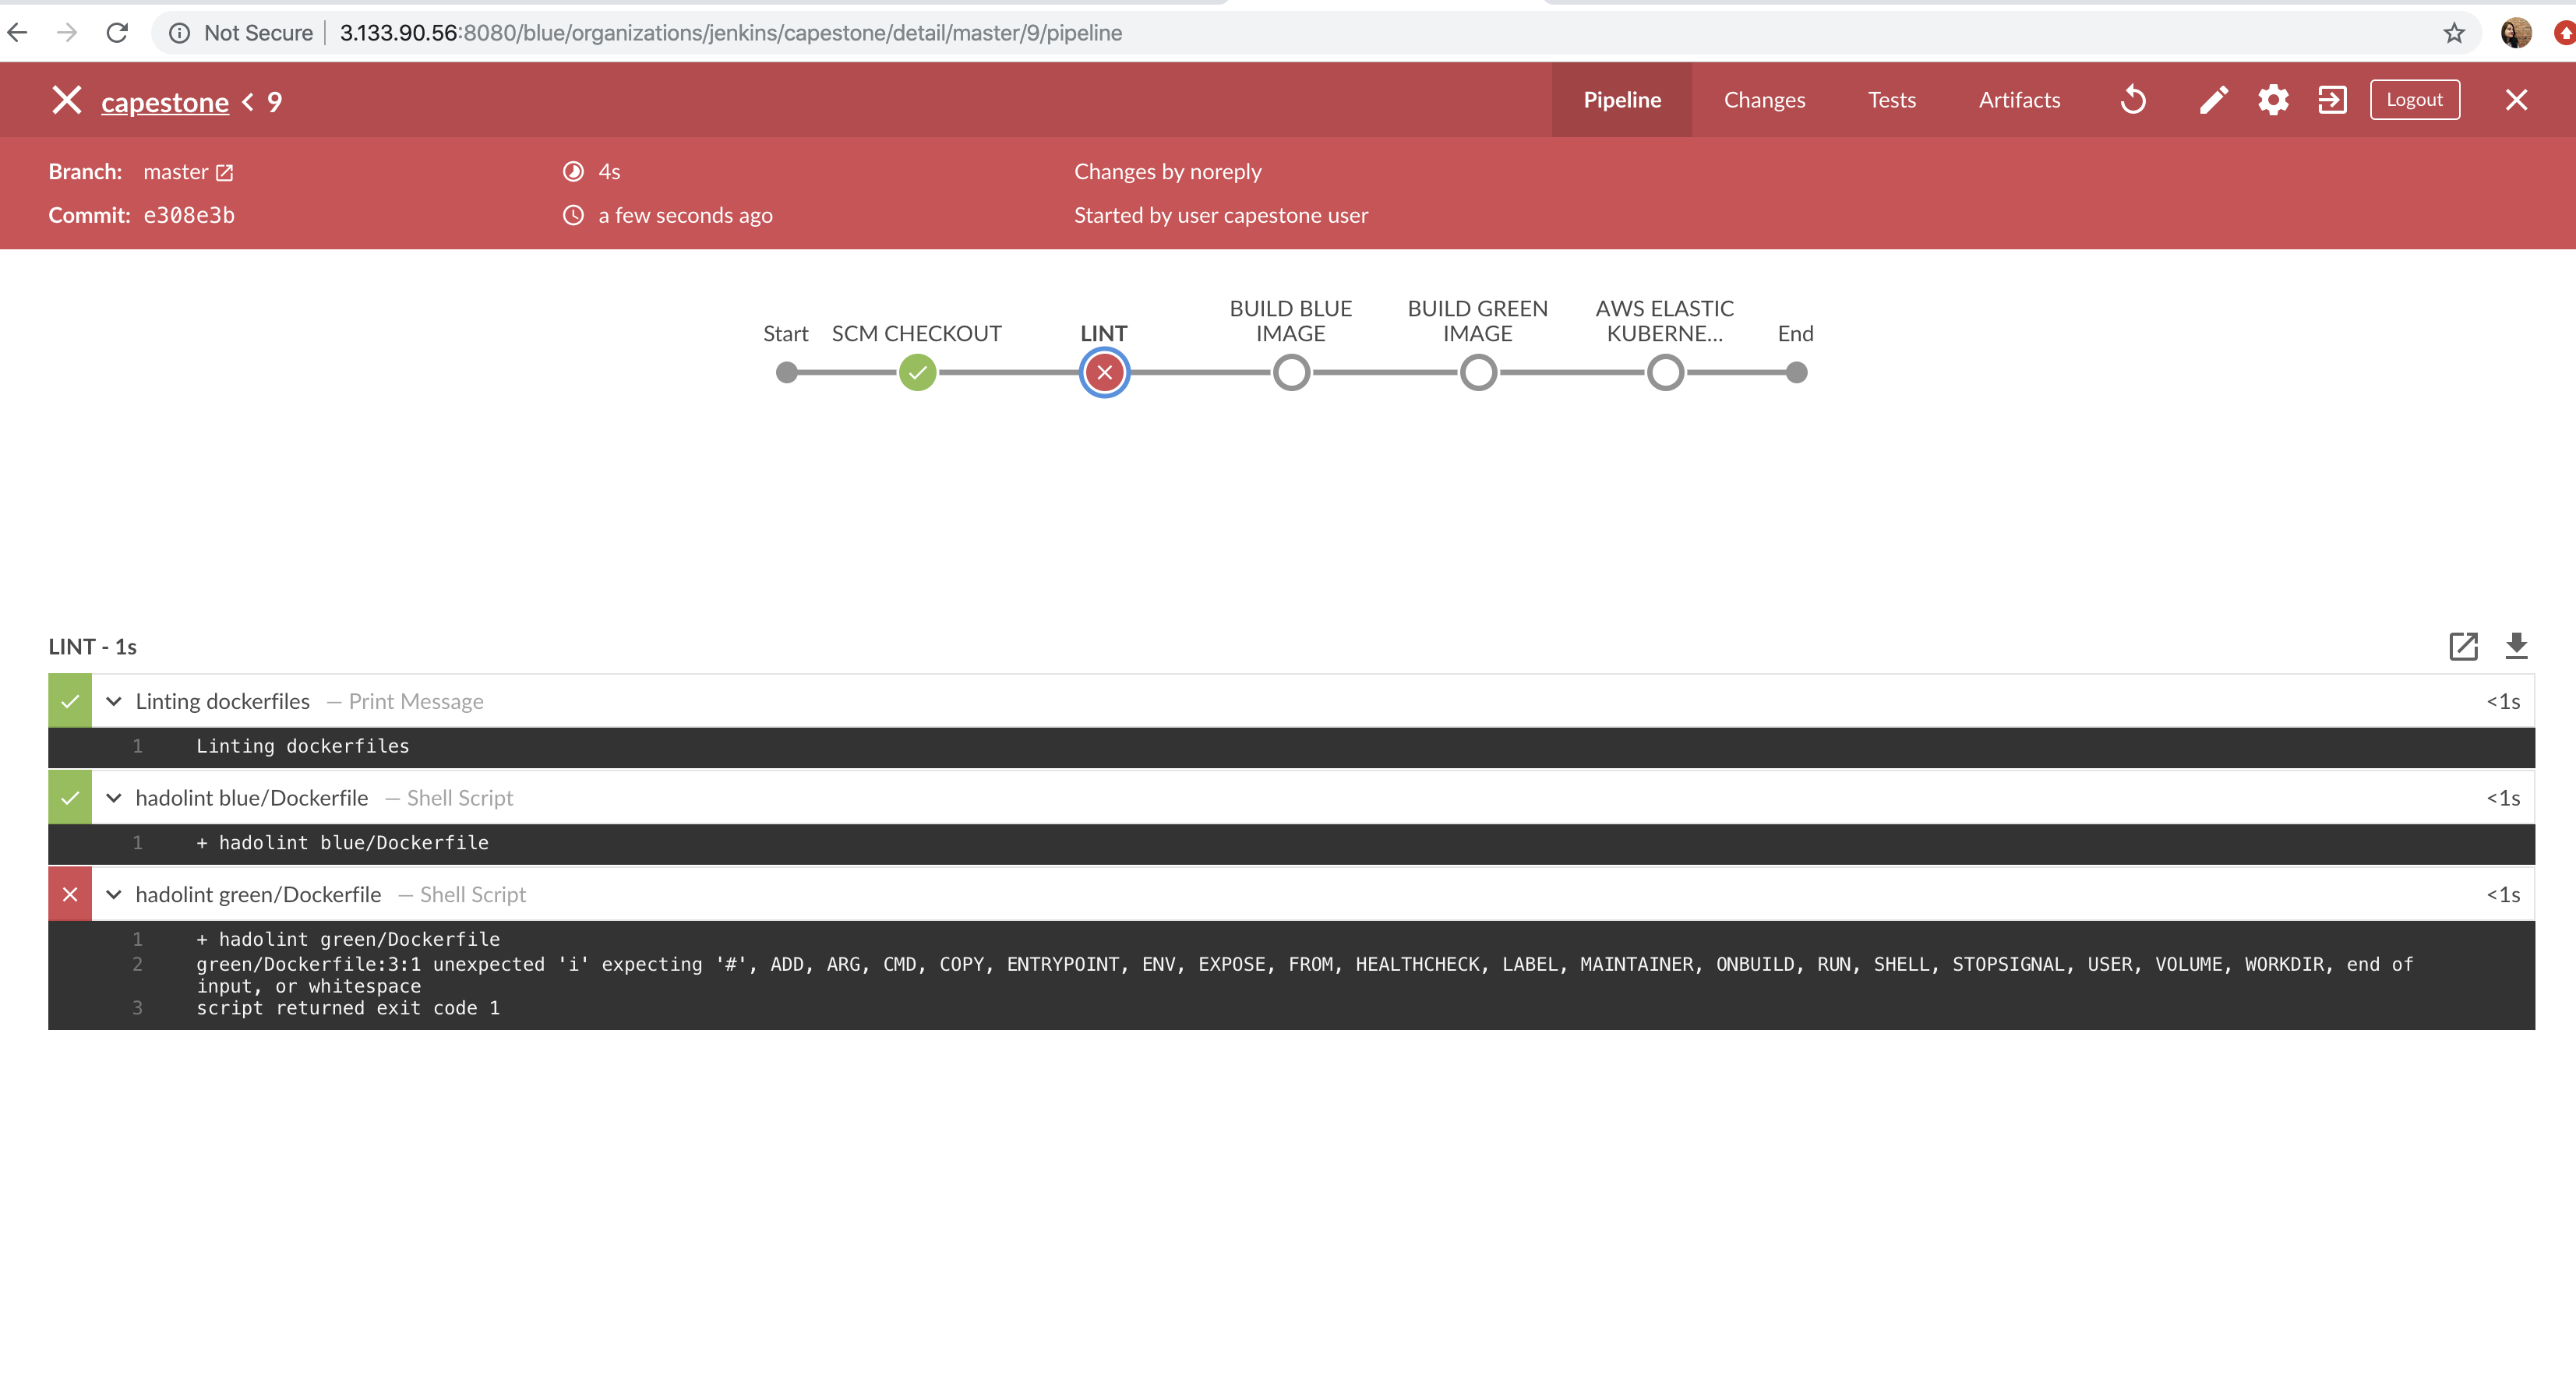 Not Secure 3.133.90.56:8080/blue/organizations/jenkins/capestone/detail/master/9/pipeline
capestone < 9 Pipeline Changes Tests Artifacts Logout
Branch: master 4s Changes by noreply
Commit: e308e3b a few seconds ago Started by user capestone user
Start SCM CHECKOUT LINT BUILD BLUE IMAGE BUILD GREEN IMAGE AWS ELASTIC KUBERNE... End
LINT - 1s
Linting dockerfiles — Print Message <1s
1 Linting dockerfiles
hadolint blue/Dockerfile — Shell Script <1s
1 + hadolint blue/Dockerfile
hadolint green/Dockerfile — Shell Script <1s
1 + hadolint green/Dockerfile
2 green/Dockerfile:3:1 unexpected 'i' expecting '#', ADD, ARG, CMD, COPY, ENTRYPOINT, ENV, EXPOSE, FROM, HEALTHCHECK, LABEL, MAINTAINER, ONBUILD, RUN, SHELL, STOPSIGNAL, USER, VOLUME, WORKDIR, end of
input, or whitespace
3 script returned exit code 1